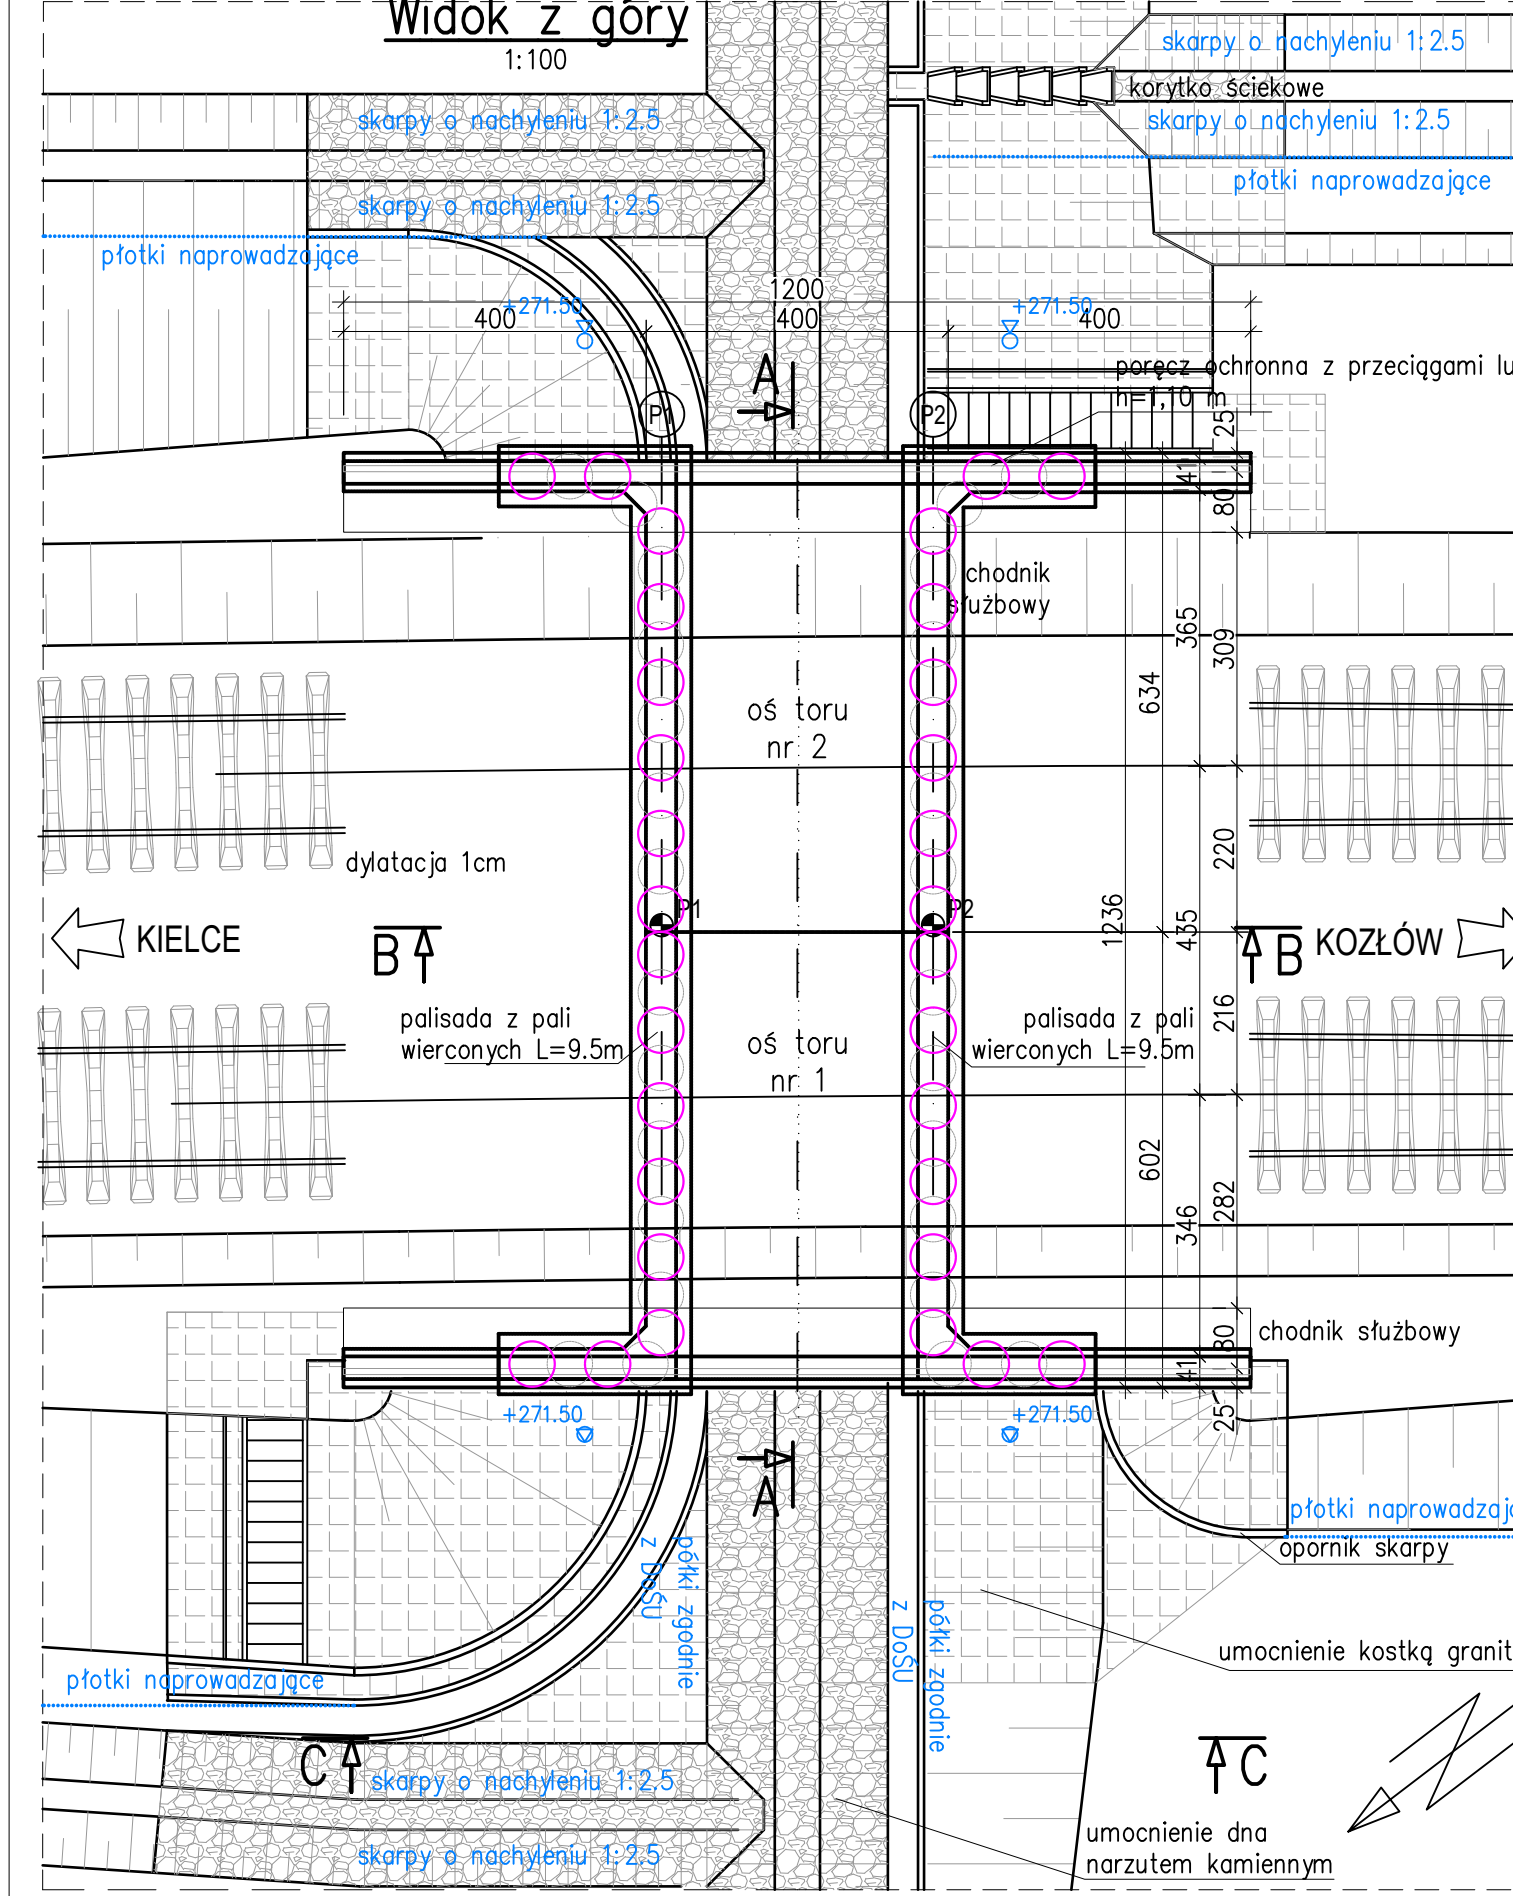 Widok z góry
1:100
skarpy o nachyleniu 1:2.5
korytko ściekowe
skarpy o nachyleniu 1:2.5
skarpy o nachyleniu 1:2.5
płotki naprowadzające
skarpy o nachyleniu 1:2.5
płotki naprowadzające
1200
+271.50
+271.50
400
400
400
A
poręcz ochronna z przeciągami
h=1,10 m
P1
P2
25
41
80
chodnik
służbowy
365
309
634
oś toru
nr 2
dylatacja 1cm
220
P1
P2
1236
435
KIELCE
B
B
KOZŁÓW
palisada z pali
wierconych L=9.5m
palisada z pali
wierconych L=9.5m
216
oś toru
nr 1
602
282
346
80
chodnik służbowy
41
25
+271.50
+271.50
A
płotki
opornik skarpy
półki zgodnie
z DoŚU
półki zgodnie
z DoŚU
umocnienie kostką
płotki naprowadzające
C
C
skarpy o nachyleniu 1:2.5
umocnienie dna
narzutem kamiennym
skarpy o nachyleniu 1:2.5